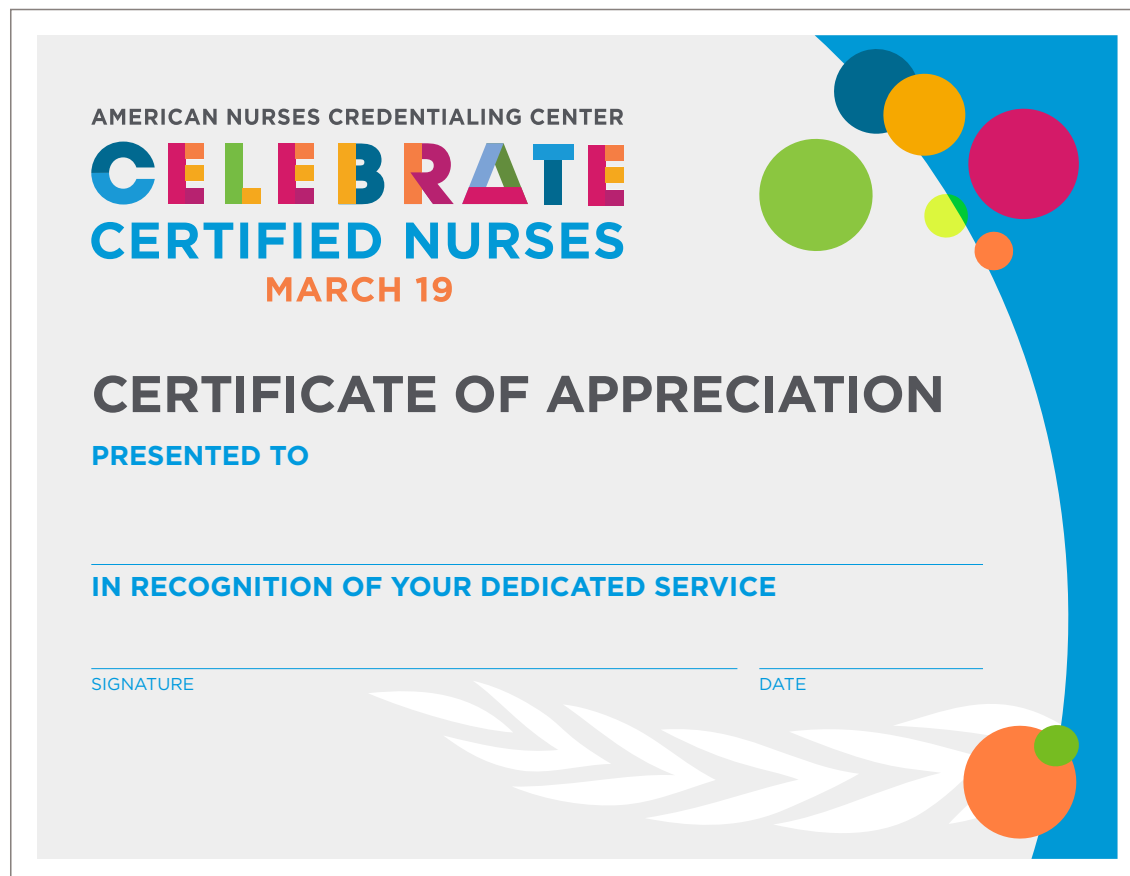 AMERICAN NURSES CREDENTIALING CENTER
CELEBRATE
CERTIFIED NURSES
MARCH 19
CERTIFICATE OF APPRECIATION
PRESENTED TO
IN RECOGNITION OF YOUR DEDICATED SERVICE
SIGNATURE
DATE